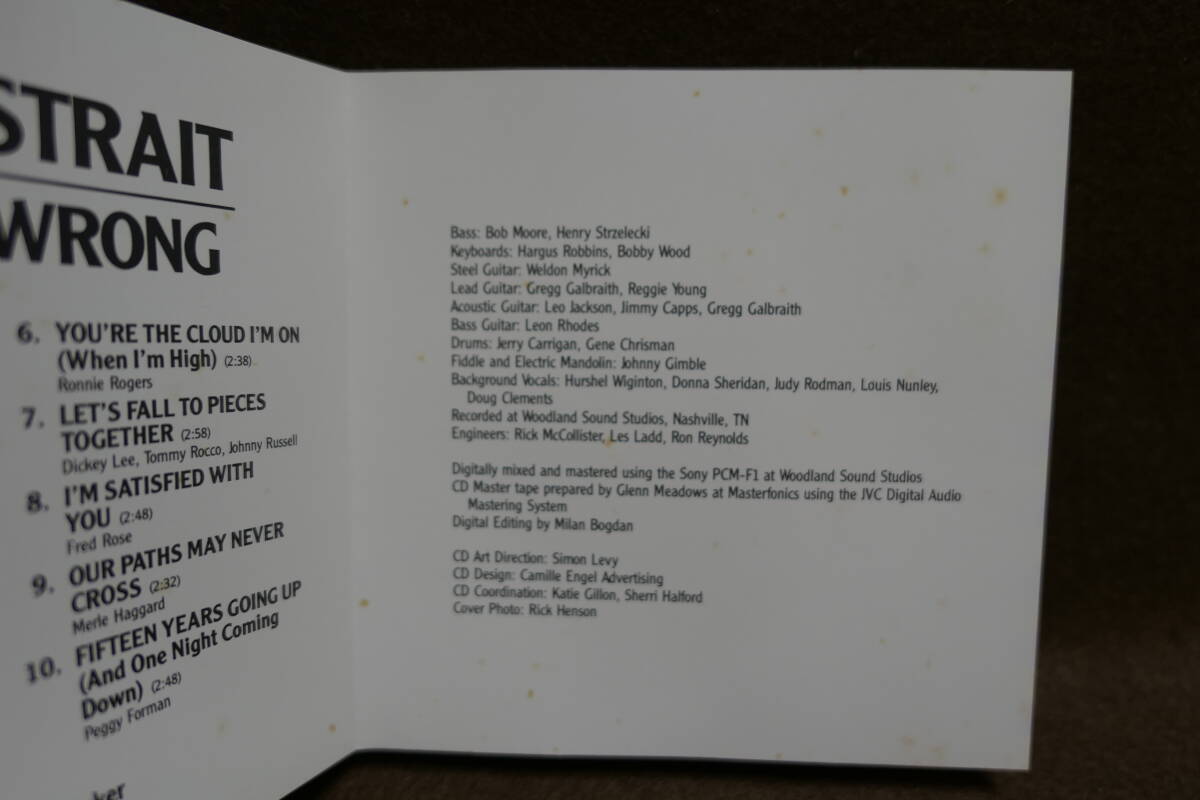 STRAIT
WRONG
6. YOU'RE THE CLOUD I'M ON
(When I'm High) (2:38)
Ronnie Rogers
7. LET'S FALL TO PIECES
TOGETHER (2:58)
Dickey Lee, Tommy Rocco, Johnny Russell
8. I'M SATISFIED WITH
YOU (2:48)
Fred Rose
9. OUR PATHS MAY NEVER
CROSS (2:32)
Merle Haggard
10. FIFTEEN YEARS GOING UP
(And One Night Coming
Down) (2:48)
Peggy Forman
ker
Bass: Bob Moore, Henry Strzelecki
Keyboards: Hargus Robbins, Bobby Wood
Steel Guitar: Weldon Myrick
Lead Guitar: Gregg Galbraith, Reggie Young
Acoustic Guitar: Leo Jackson, Jimmy Capps, Gregg Galbraith
Bass Guitar: Leon Rhodes
Drums: Jerry Carrigan, Gene Chrisman
Fiddle and Electric Mandolin: Johnny Gimble
Background Vocals: Hurshel Wiginton, Donna Sheridan, Judy Rodman, Louis Nunley,
Doug Clements
Recorded at Woodland Sound Studios, Nashville, TN
Engineers: Rick McCollister, Les Ladd, Ron Reynolds
Digitally mixed and mastered using the Sony PCM-F1 at Woodland Sound Studios
CD Master tape prepared by Glenn Meadows at Masterfonics using the JVC Digital Audio
Mastering System
Digital Editing by Milan Bogdan
CD Art Direction: Simon Levy
CD Design: Camille Engel Advertising
CD Coordination: Katie Gillon, Sherri Halford
Cover Photo: Rick Henson